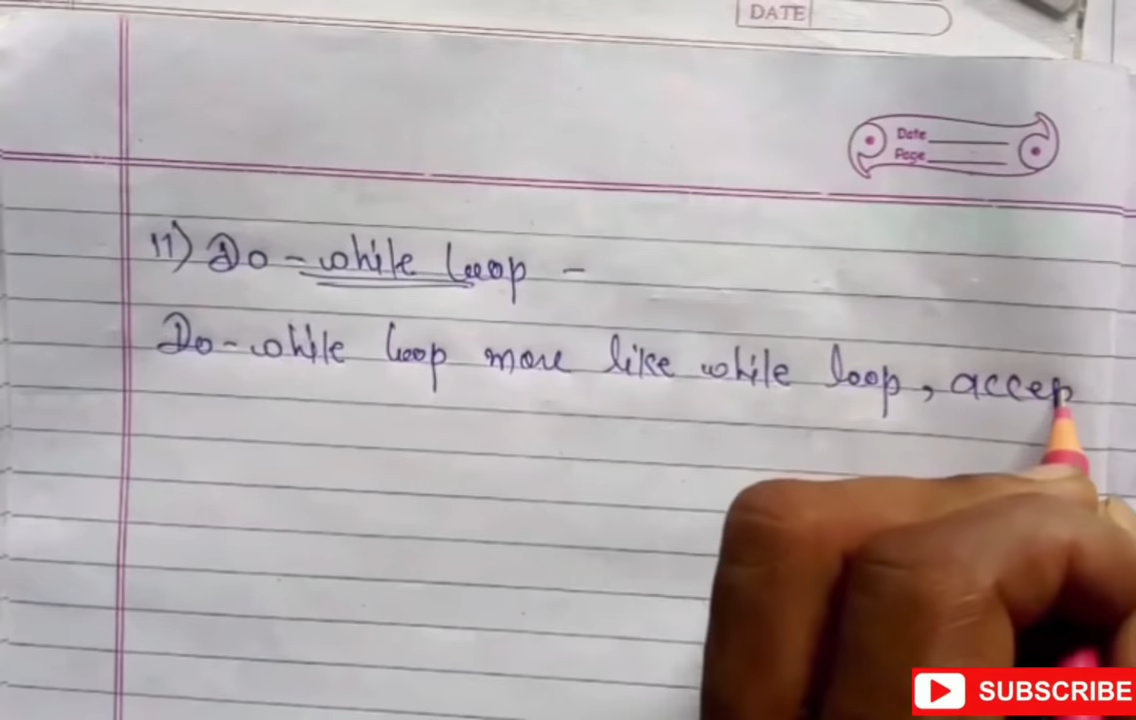 DATE
Date
Page
11) Do-while loop -
Do-while loop more like while loop, accep
SUBSCRIBE